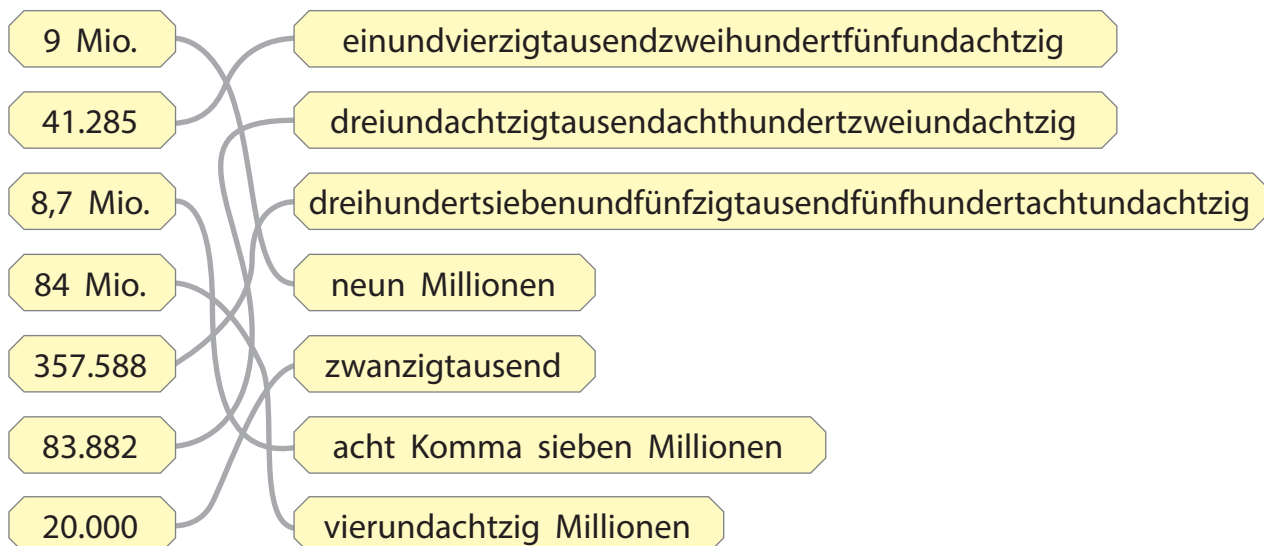 9 Mio. einundvierzigtausendzweihundertfünfundachtzig
41.285 dreiundachtzigtausendachthundertzweiundachtzig
8,7 Mio. dreihundertsiebenundfünfzigtausendfünfhundertachtundachtzig
84 Mio. neun Millionen
357.588 zwanzigtausend
83.882 acht Komma sieben Millionen
20.000 vierundachtzig Millionen